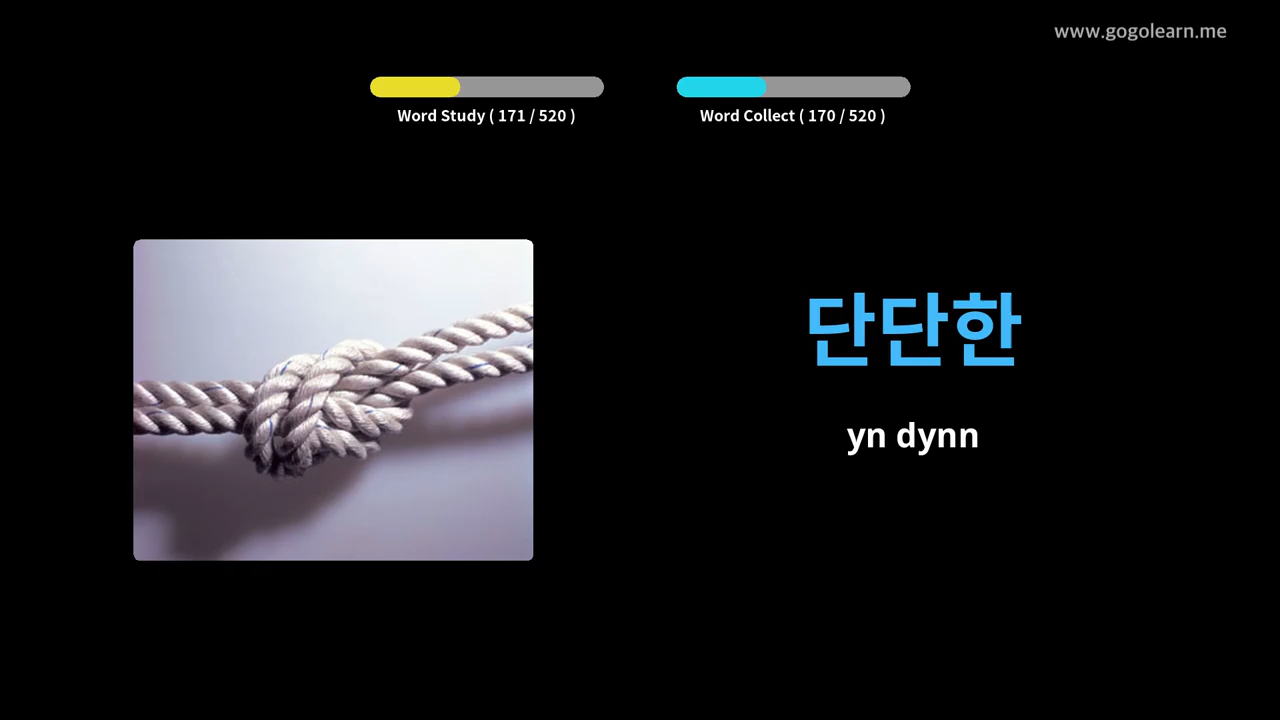 www.gogolearn.me
Word Study ( 171 / 520 )
Word Collect ( 170 / 520 )
단단한
yn dynn